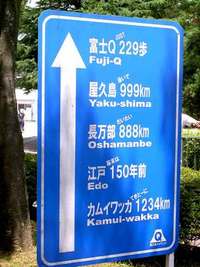 富士Q 229歩
Fuji-Q
屋久島 999km
Yaku-shima
長万部 888km
Oshamanbe
江戸 150年前
Edo
カムイワッカ 1234km
Kamui-wakka
Q